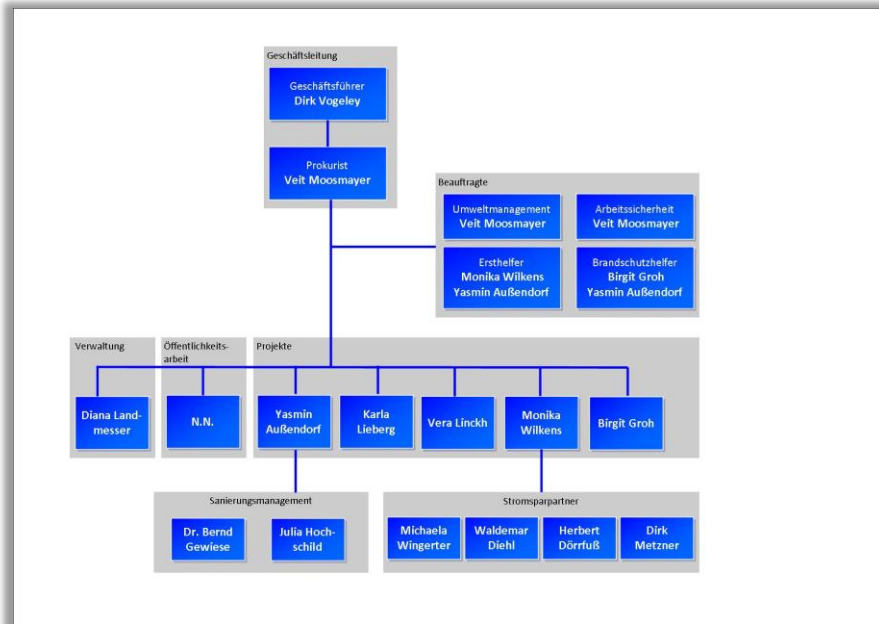 Geschäftsleitung
Geschäftsführer
Dirk Vogeley
Prokurist
Veit Moosmayer
Beauftragte
Umweltmanagement
Veit Moosmayer
Arbeitssicherheit
Veit Moosmayer
Ersthelfer
Monika Wilkens
Yasmin Außendorf
Brandschutzhelfer
Birgit Groh
Yasmin Außendorf
Verwaltung
Öffentlichkeits-
arbeit
Projekte
Diana Land-
messer
N.N.
Yasmin
Außendorf
Karla
Lieberg
Vera Linckh
Monika
Wilkens
Birgit Groh
Sanierungsmanagement
Dr. Bernd
Gewiese
Julia Hoch-
schild
Stromsparpartner
Michaela
Wingerter
Waldemar
Diehl
Herbert
Dörrfuß
Dirk
Metzner